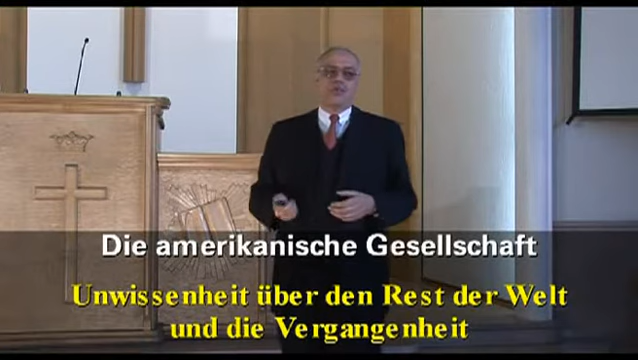 Die amerikanische Gesellschaft
Unwissenheit über den Rest der Welt
und die Vergangenheit